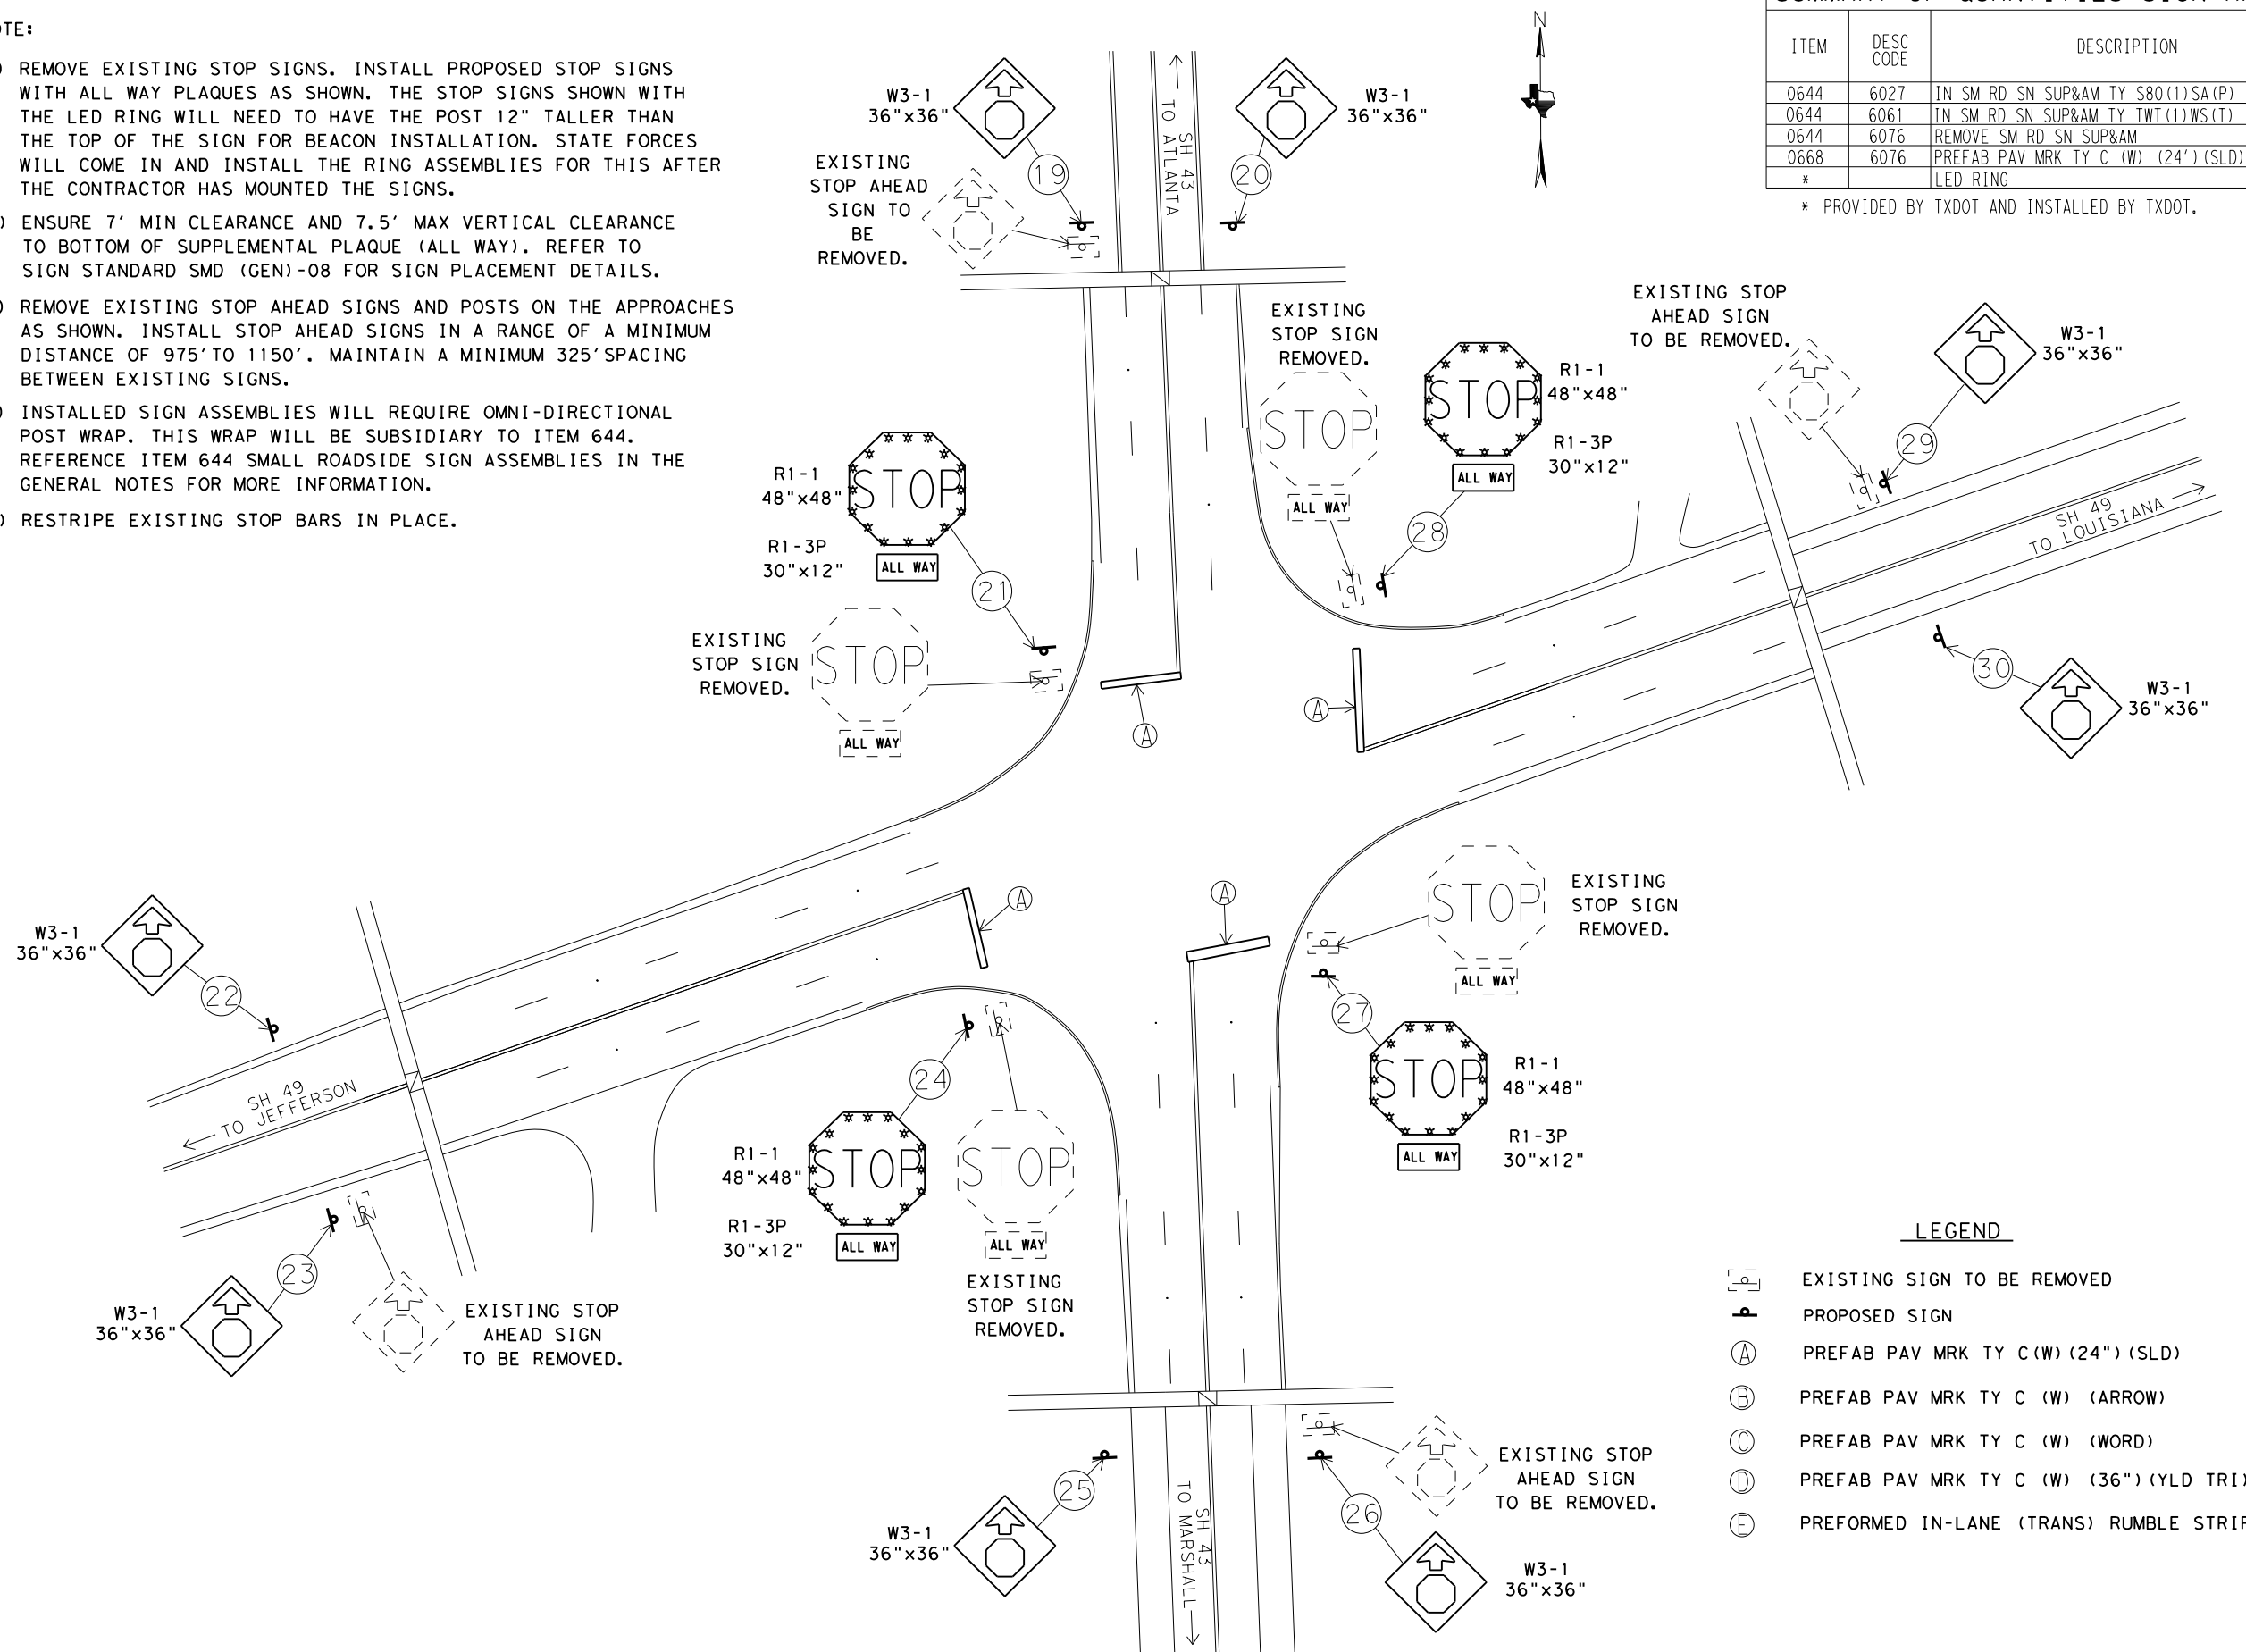 OTE:
) REMOVE EXISTING STOP SIGNS. INSTALL PROPOSED STOP SIGNS
WITH ALL WAY PLAQUES AS SHOWN. THE STOP SIGNS SHOWN WITH
THE LED RING WILL NEED TO HAVE THE POST 12" TALLER THAN
THE TOP OF THE SIGN FOR BEACON INSTALLATION. STATE FORCES
WILL COME IN AND INSTALL THE RING ASSEMBLIES FOR THIS AFTER
THE CONTRACTOR HAS MOUNTED THE SIGNS.
) ENSURE 7' MIN CLEARANCE AND 7.5' MAX VERTICAL CLEARANCE
TO BOTTOM OF SUPPLEMENTAL PLAQUE (ALL WAY). REFER TO
SIGN STANDARD SMD (GEN)-08 FOR SIGN PLACEMENT DETAILS.
) REMOVE EXISTING STOP AHEAD SIGNS AND POSTS ON THE APPROACHES
AS SHOWN. INSTALL STOP AHEAD SIGNS IN A RANGE OF A MINIMUM
DISTANCE OF 975'TO 1150'. MAINTAIN A MINIMUM 325'SPACING
BETWEEN EXISTING SIGNS.
) INSTALLED SIGN ASSEMBLIES WILL REQUIRE OMNI-DIRECTIONAL
POST WRAP. THIS WRAP WILL BE SUBSIDIARY TO ITEM 644.
REFERENCE ITEM 644 SMALL ROADSIDE SIGN ASSEMBLIES IN THE
GENERAL NOTES FOR MORE INFORMATION.
) RESTRIPE EXISTING STOP BARS IN PLACE.
ITEM DESC CODE DESCRIPTION
0644 6027 IN SM RD SN SUP&AM TY S80(1)SA(P)
0644 6061 IN SM RD SN SUP&AM TY TWT(1)WS(T)
0644 6076 REMOVE SM RD SN SUP&AM
0668 6076 PREFAB PAV MRK TY C (W) (24')(SLD)
* LED RING
* PROVIDED BY TXDOT AND INSTALLED BY TXDOT.
N
W3-1
36"x36"
19
EXISTING
STOP AHEAD
SIGN TO
BE
REMOVED.
SH 43
TO ATLANTA
W3-1
36"x36"
20
EXISTING
STOP SIGN
REMOVED.
STOP
ALL WAY
STOP
ALL WAY
R1-1
48"x48"
R1-3P
30"x12"
28
EXISTING STOP
AHEAD SIGN
TO BE REMOVED.
W3-1
36"x36"
29
SH 49
TO LOUISIANA
R1-1
48"x48"
R1-3P
30"x12"
STOP
ALL WAY
21
EXISTING
STOP SIGN
REMOVED.
STOP
ALL WAY
A
A
30
W3-1
36"x36"
W3-1
36"x36"
22
A
A
STOP
ALL WAY
EXISTING
STOP SIGN
REMOVED.
27
STOP
ALL WAY
R1-1
48"x48"
R1-3P
30"x12"
SH 49
TO JEFFERSON
24
R1-1
48"x48"
R1-3P
30"x12"
STOP
ALL WAY
STOP
ALL WAY
EXISTING
STOP SIGN
REMOVED.
23
W3-1
36"x36"
EXISTING STOP
AHEAD SIGN
TO BE REMOVED.
25
W3-1
36"x36"
SH 43
TO MARSHALL
26
W3-1
36"x36"
EXISTING STOP
AHEAD SIGN
TO BE REMOVED.
LEGEND
EXISTING SIGN TO BE REMOVED
PROPOSED SIGN
A PREFAB PAV MRK TY C(W)(24")(SLD)
B PREFAB PAV MRK TY C (W) (ARROW)
C PREFAB PAV MRK TY C (W) (WORD)
D PREFAB PAV MRK TY C (W) (36")(YLD TRI)
E PREFORMED IN-LANE (TRANS) RUMBLE STRIP